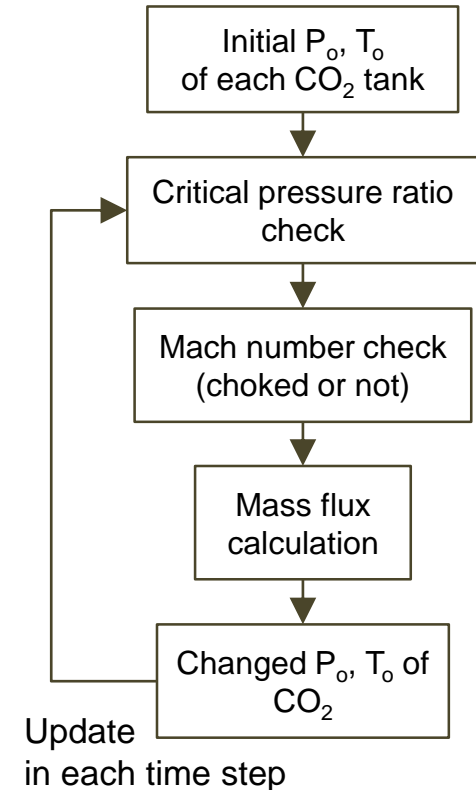 Initial Pₒ, Tₒ
of each CO₂ tank
Critical pressure ratio
check
Mach number check
(choked or not)
Mass flux
calculation
Changed Pₒ, Tₒ of
CO₂
Update
in each time step